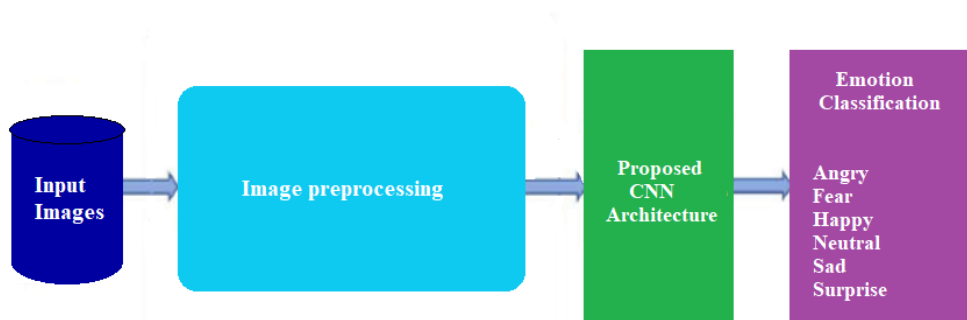 Input
Images
Image preprocessing
Proposed
CNN
Architecture
Emotion
Classification
Angry
Fear
Happy
Neutral
Sad
Surprise